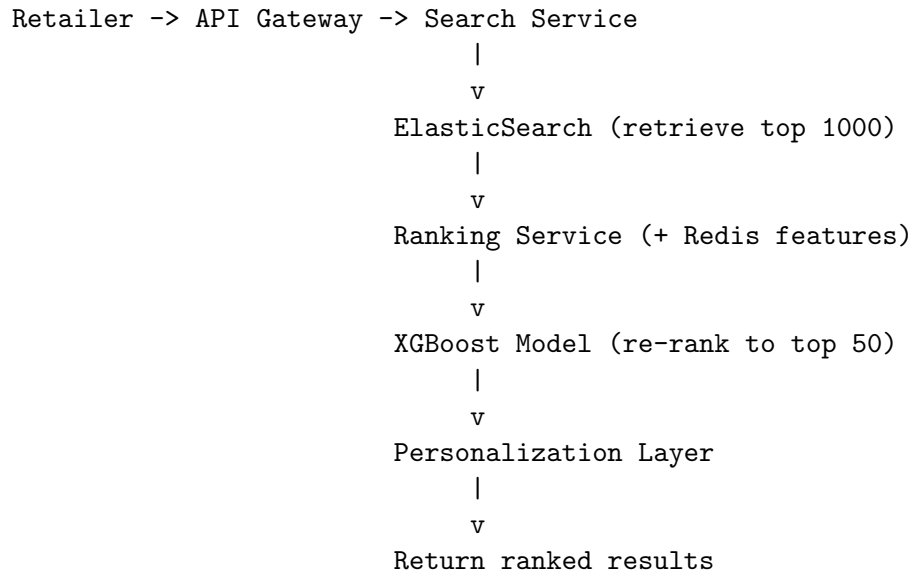 Retailer -> API Gateway -> Search Service
|
v
ElasticSearch (retrieve top 1000)
|
v
Ranking Service (+ Redis features)
|
v
XGBoost Model (re-rank to top 50)
|
v
Personalization Layer
|
v
Return ranked results